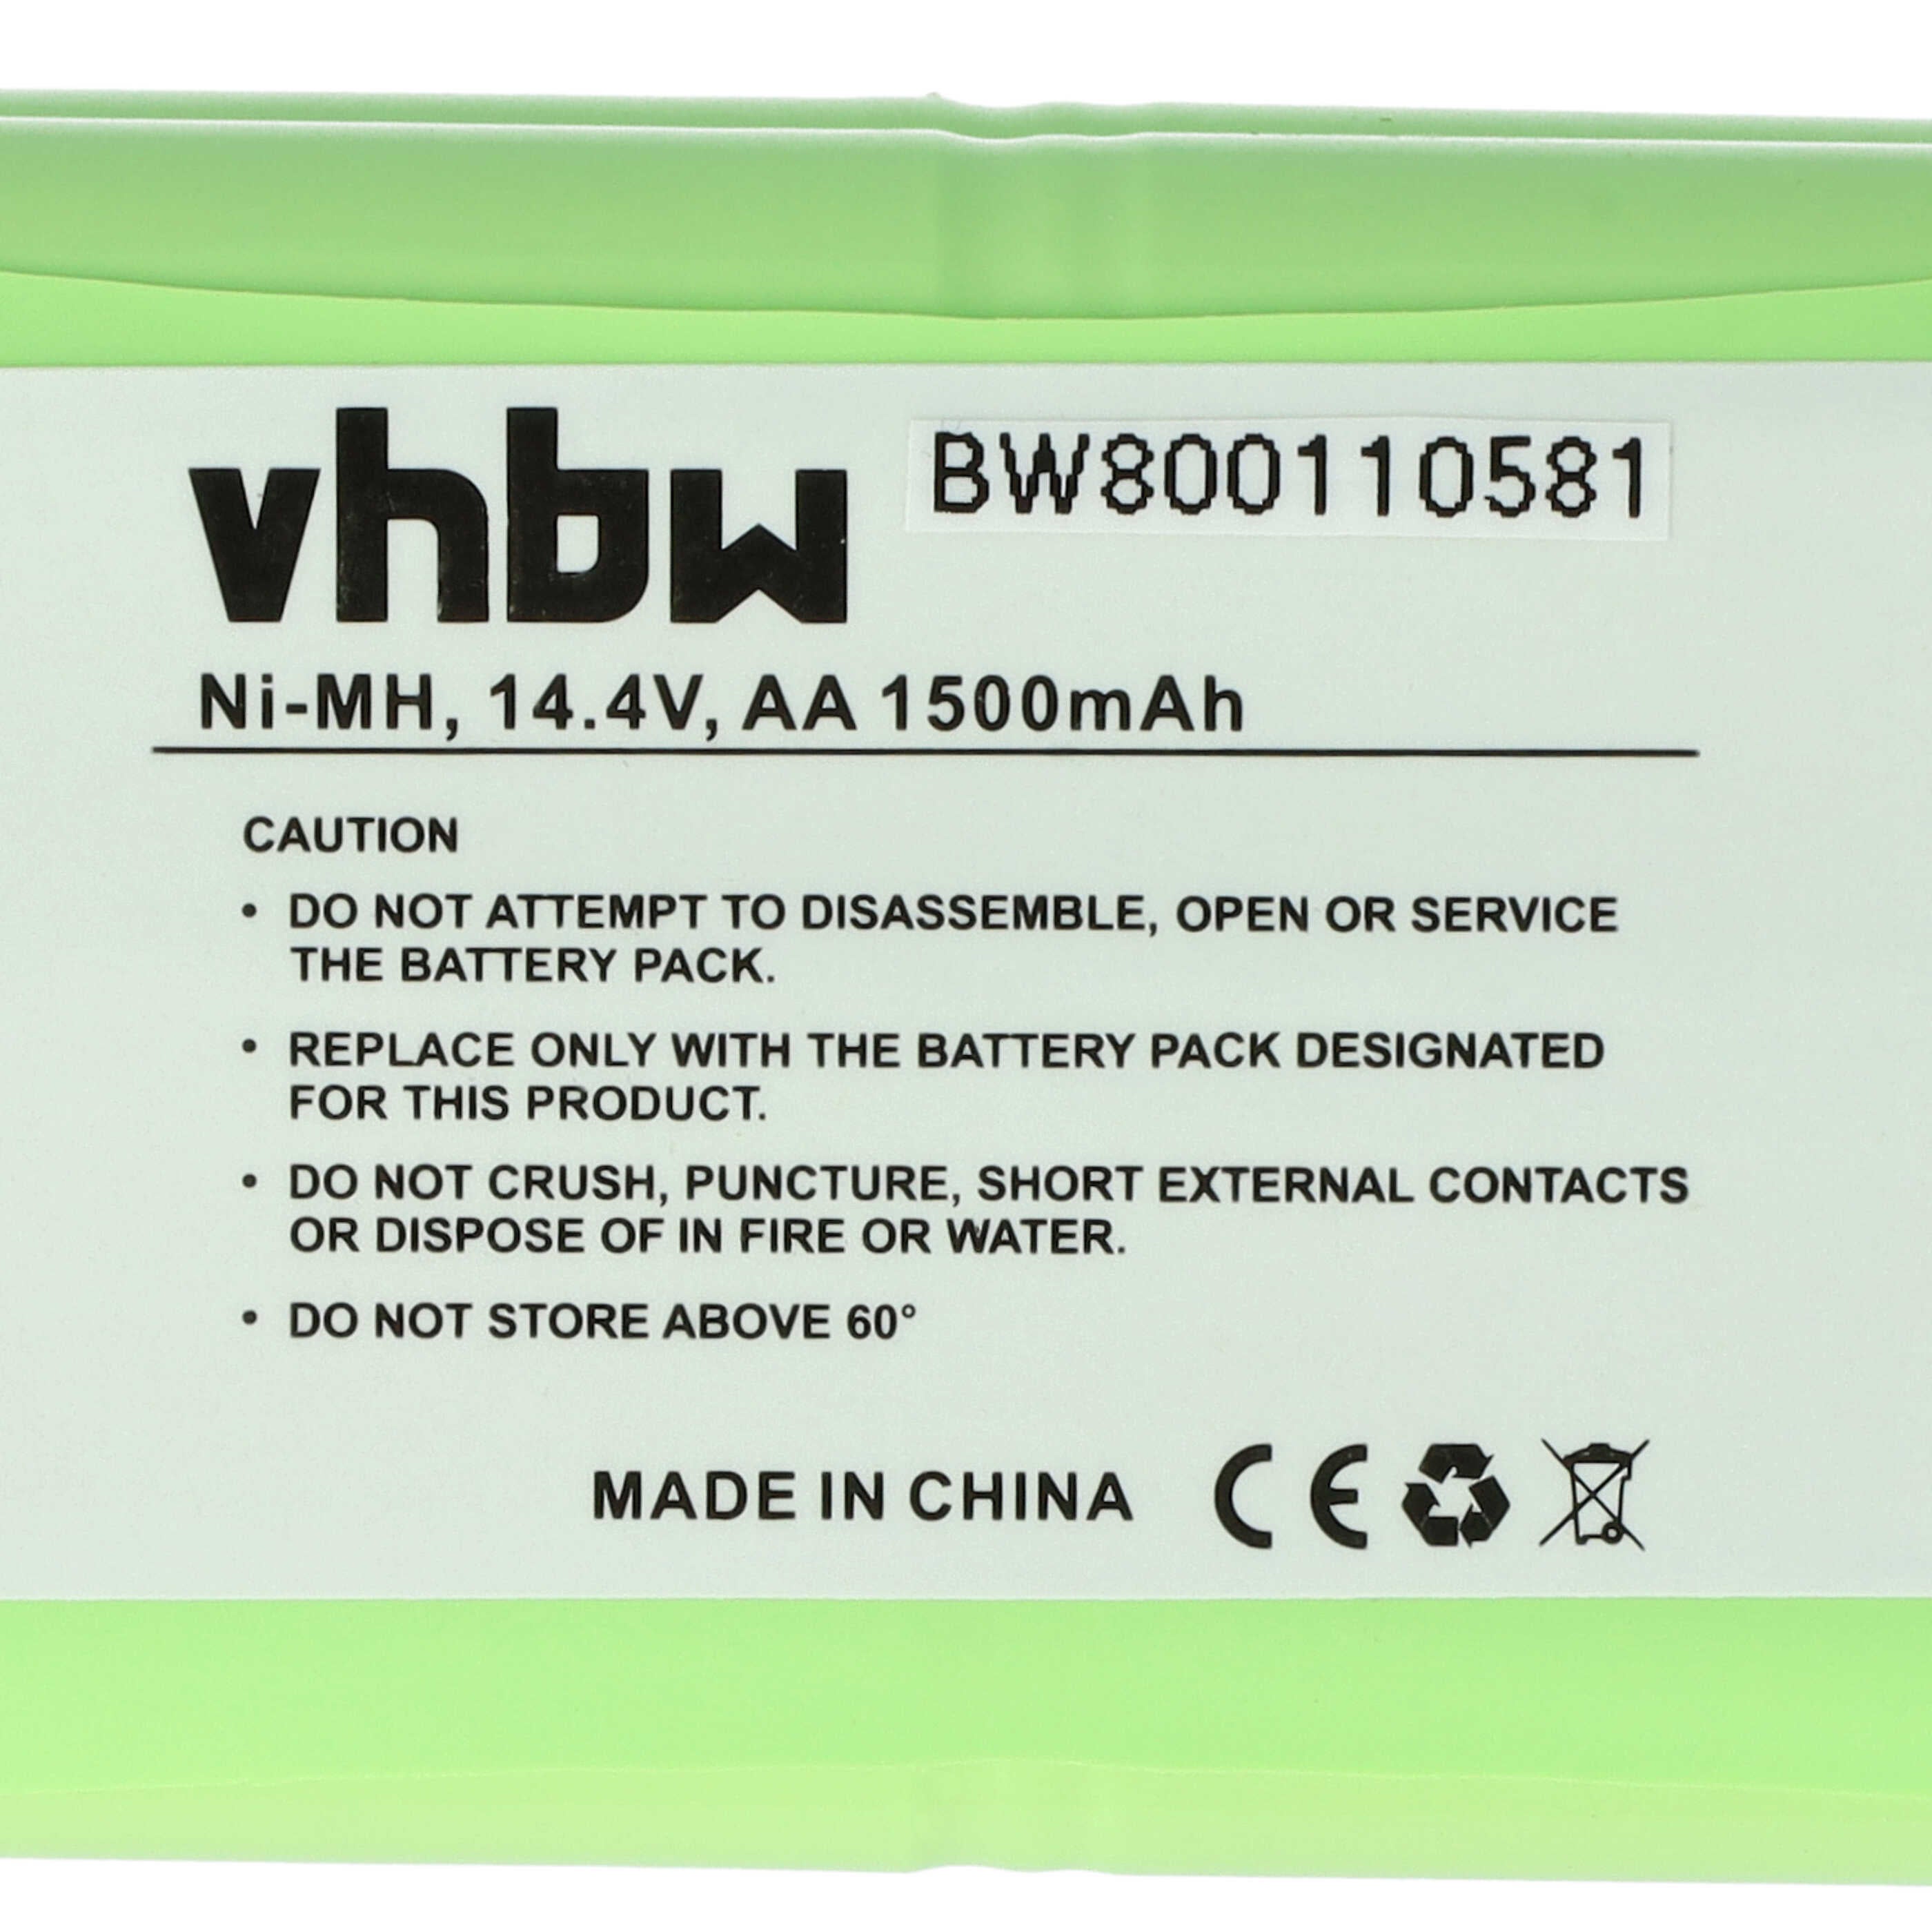 vhbw BW800110581
Ni-MH, 14.4V, AA 1500mAh
CAUTION
• DO NOT ATTEMPT TO DISASSEMBLE, OPEN OR SERVICE
THE BATTERY PACK.
• REPLACE ONLY WITH THE BATTERY PACK DESIGNATED
FOR THIS PRODUCT.
• DO NOT CRUSH, PUNCTURE, SHORT EXTERNAL CONTACTS
OR DISPOSE OF IN FIRE OR WATER.
• DO NOT STORE ABOVE 60°
MADE IN CHINA CE